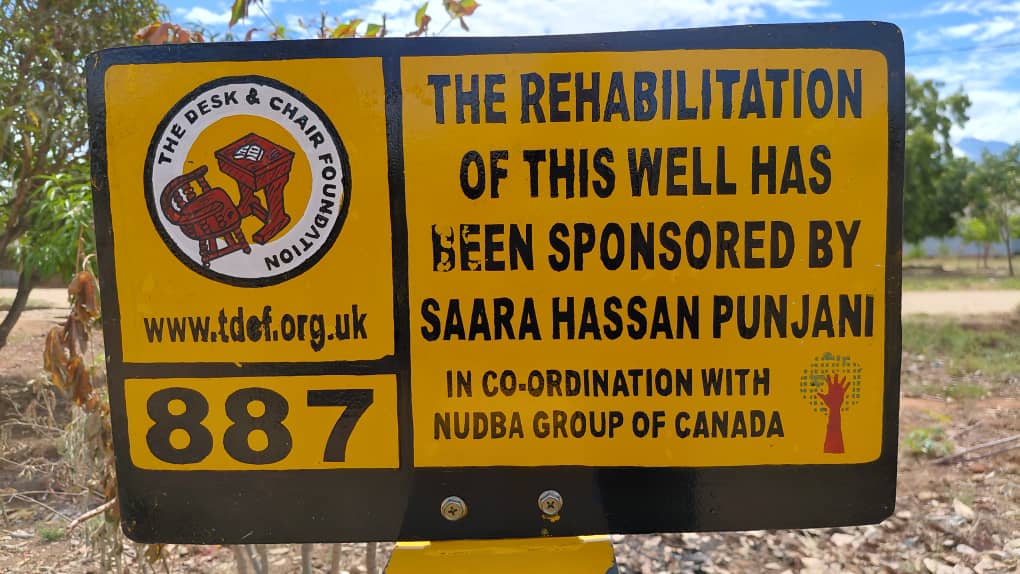 THE DESK & CHAIR FOUNDATION
www.tdcf.org.uk
887
THE REHABILITATION
OF THIS WELL HAS
BEEN SPONSORED BY
SAARA HASSAN PUNJANI
IN CO-ORDINATION WITH
NUDBA GROUP OF CANADA